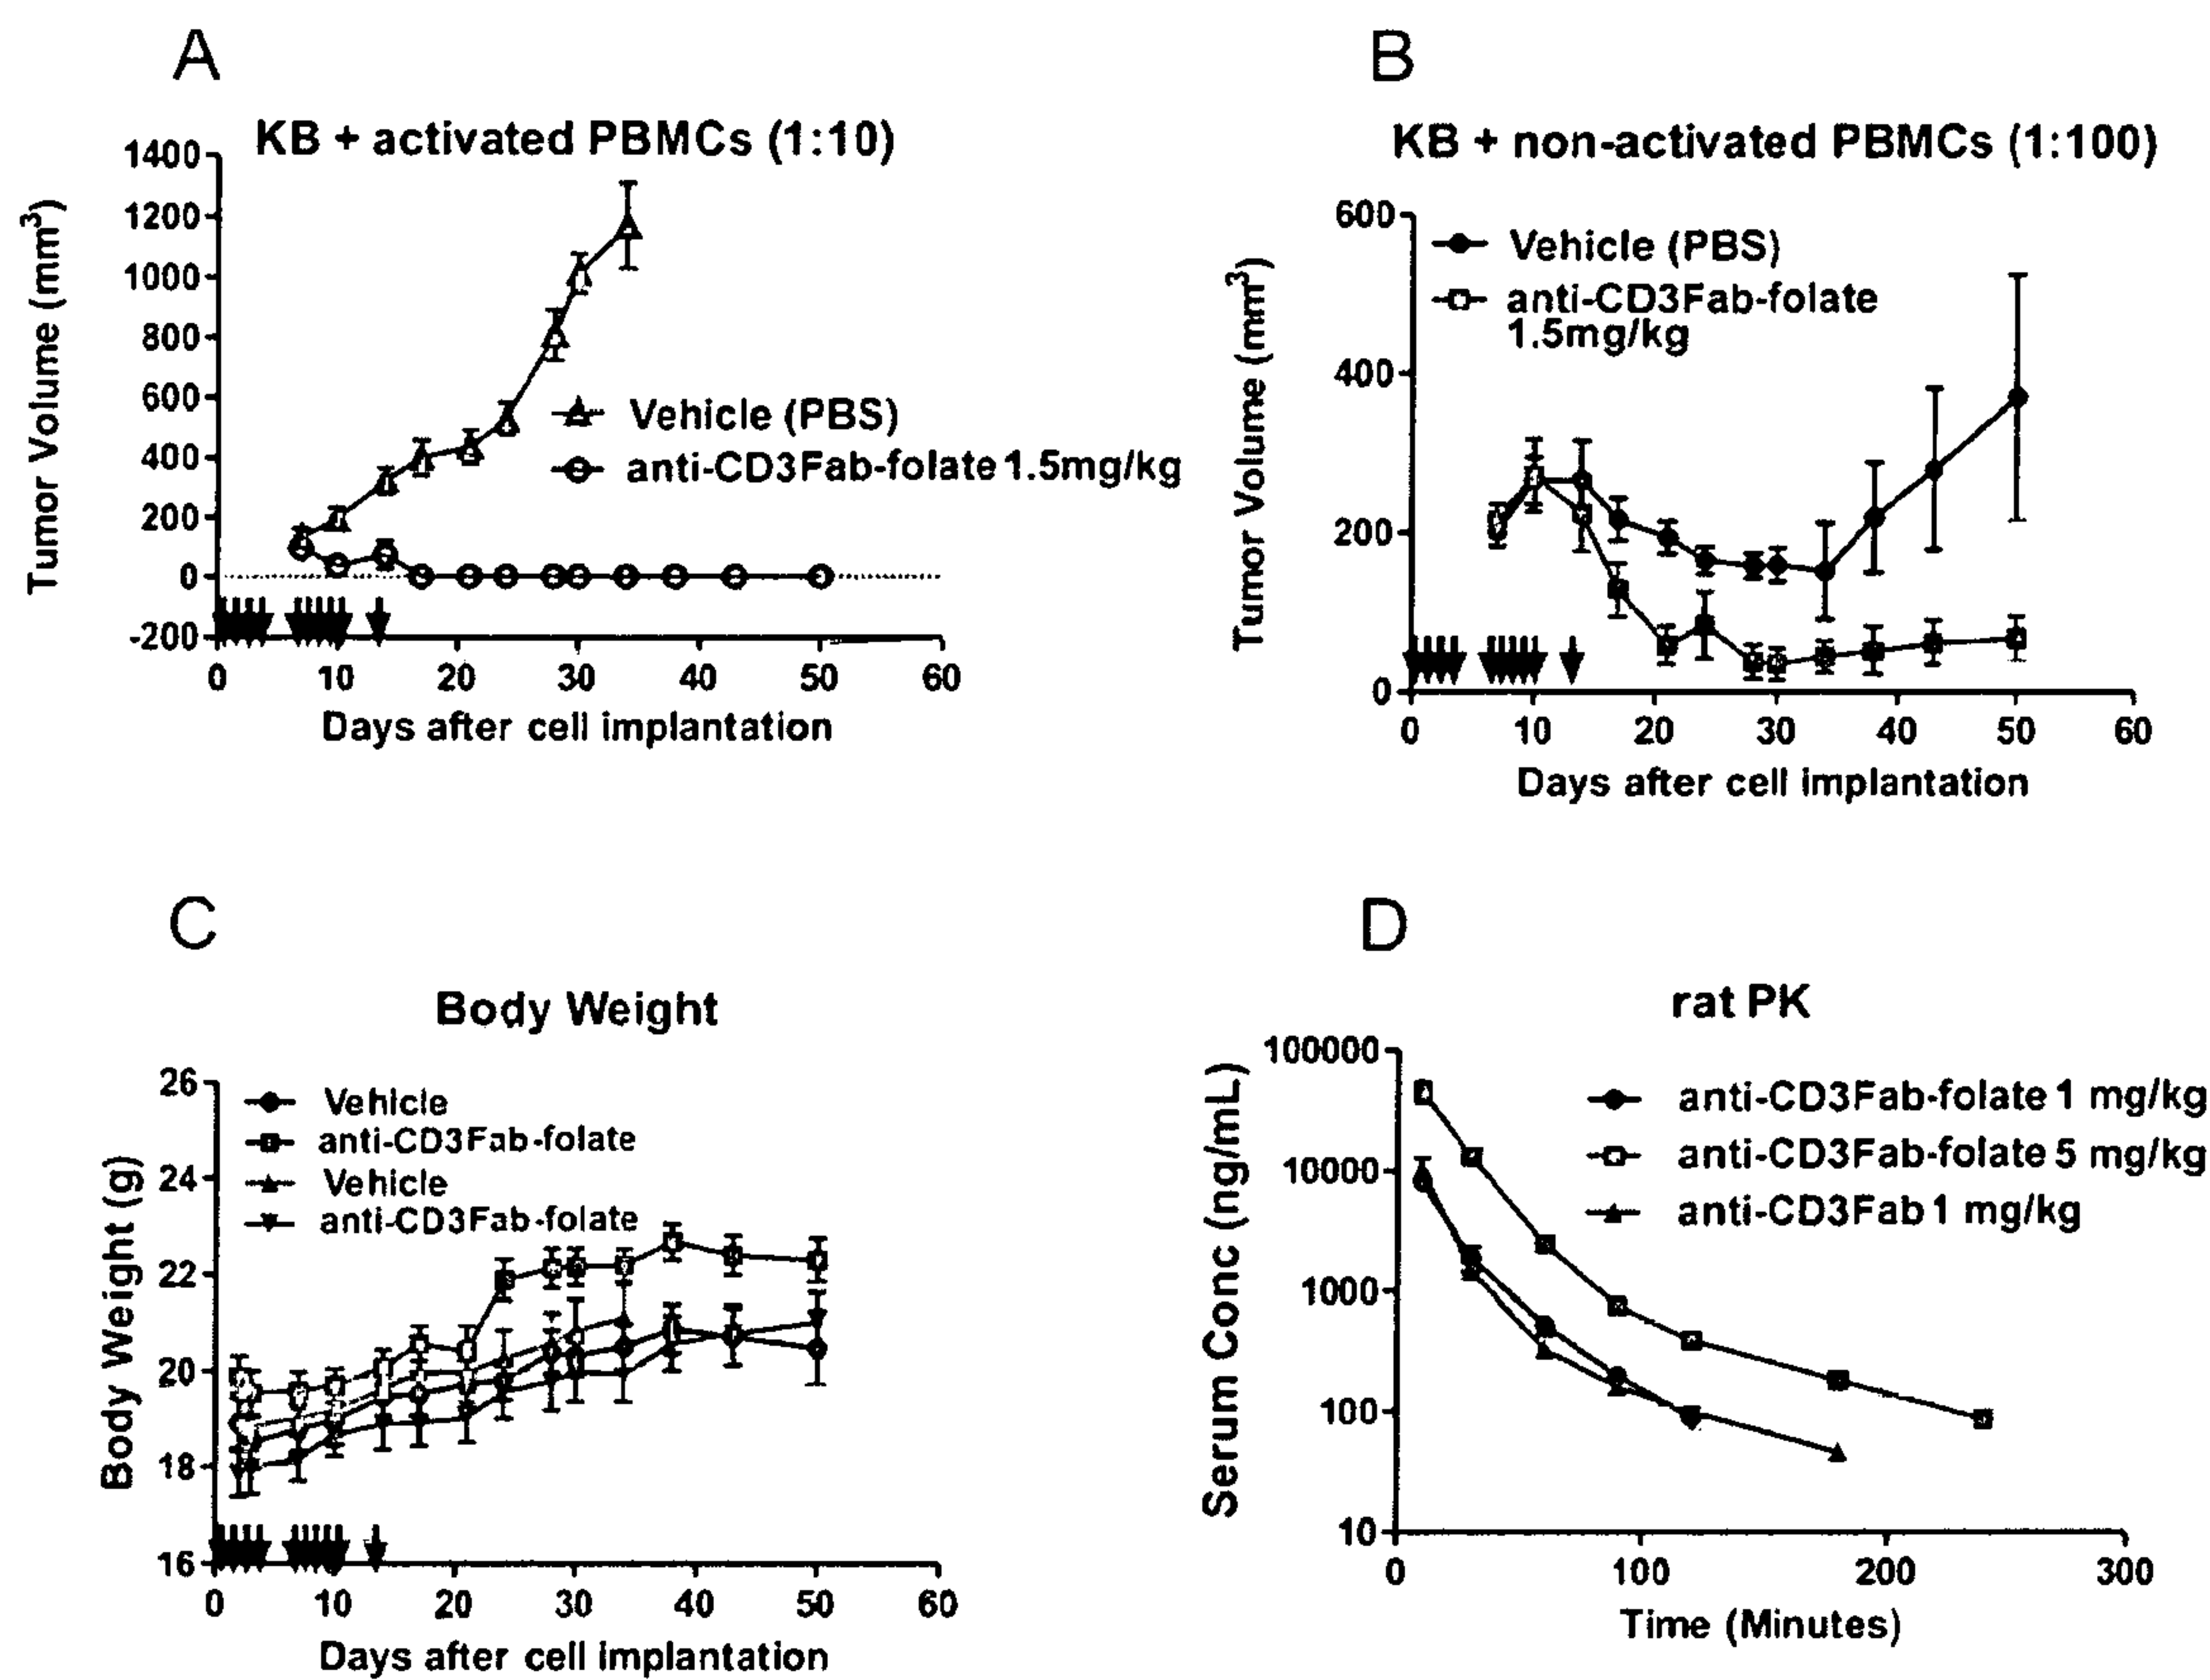 A
KB + activated PBMCs (1:10)
Tumor Volume (mm³)
1400
1200
1000
800
600
400
200
0
-200
Vehicle (PBS)
anti-CD3Fab-folate 1.5mg/kg
0 10 20 30 40 50 60
Days after cell implantation
B
KB + non-activated PBMCs (1:100)
Tumor Volume (mm³)
600
400
200
0
Vehicle (PBS)
anti-CD3Fab-folate
1.5mg/kg
0 10 20 30 40 50 60
Days after cell implantation
C
Body Weight
Body Weight (g)
26
24
22
20
18
16
Vehicle
anti-CD3Fab-folate
Vehicle
anti-CD3Fab-folate
0 10 20 30 40 50 60
Days after cell implantation
D
rat PK
Serum Conc (ng/mL)
100000
10000
1000
100
10
anti-CD3Fab-folate 1 mg/kg
anti-CD3Fab-folate 5 mg/kg
anti-CD3Fab 1 mg/kg
0 100 200 300
Time (Minutes)